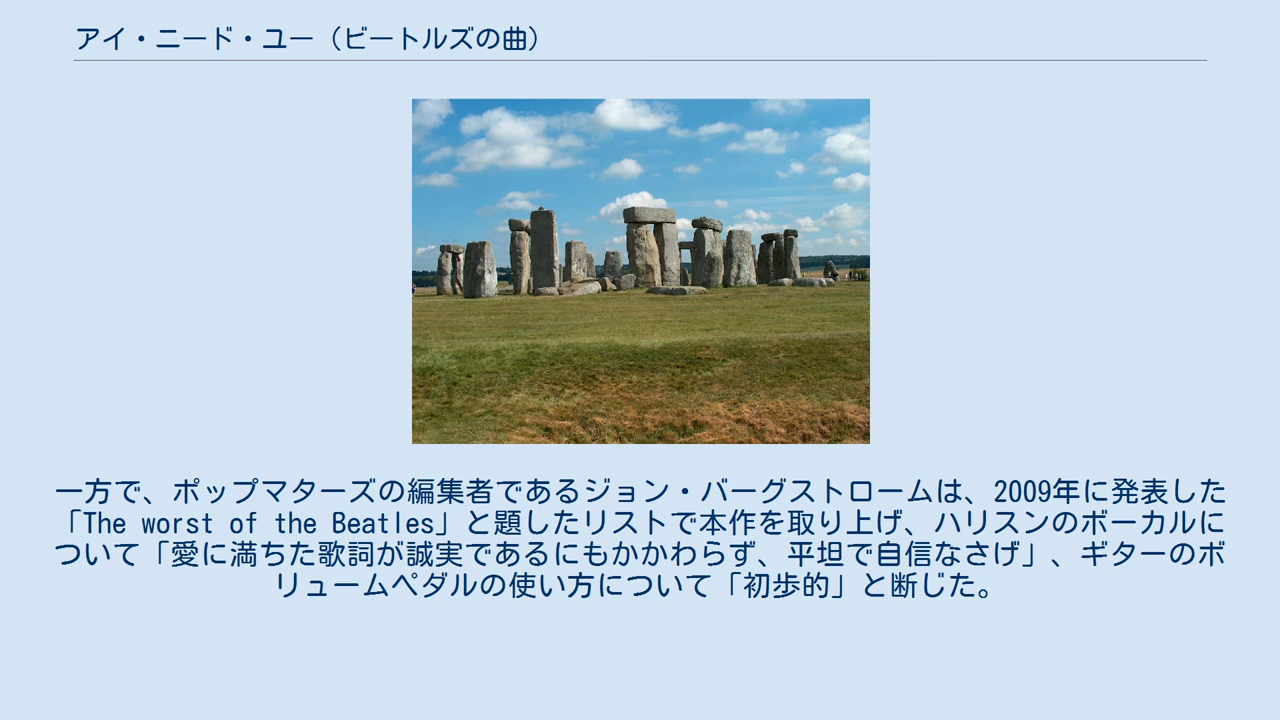 アイ・ニード・ユー（ビートルズの曲）
一方で、ポップマターズの編集者であるジョン・バーグストロームは、2009年に発表した
「The worst of the Beatles」と題したリストで本作を取り上げ、ハリスンのボーカルに
ついて「愛に満ちた歌詞が誠実であるにもかかわらず、平坦で自信なさげ」、ギターのボ
リュームペダルの使い方について「初歩的」と断じた。